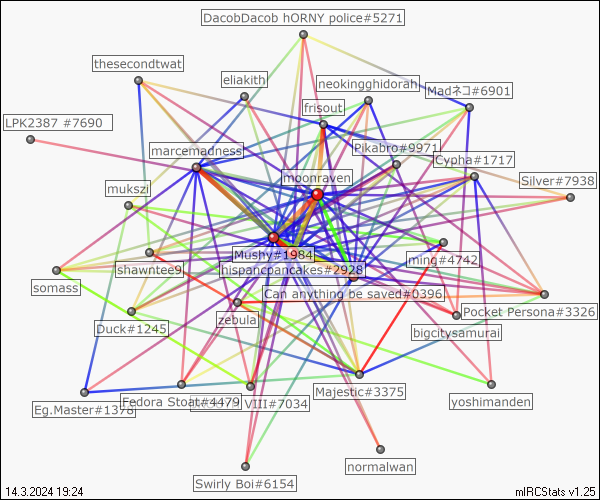 DacobDacob hORNY police#5271
thesecondtwat
eliakith
neokingghidorah
Madネコ#6901
frisout
LPK2387 #7690
marcemadness
Pikabro#9971
Cypha#1717
moonraven
Silver#7938
mukszi
Mushy#1984
ming#4742
shawntee9
hispancpancakes#2928
somass
Can anything be saved#0396
Pocket Persona#3326
Duck#1245
zebula
bigcitysamurai
Majestic#3375
Eg.Master#1378
Fedora Stoat#4479
VIII#7034
yoshimanden
normalwan
Swirly Boi#6154
14.3.2024 19:24
mIRCStats v1.25